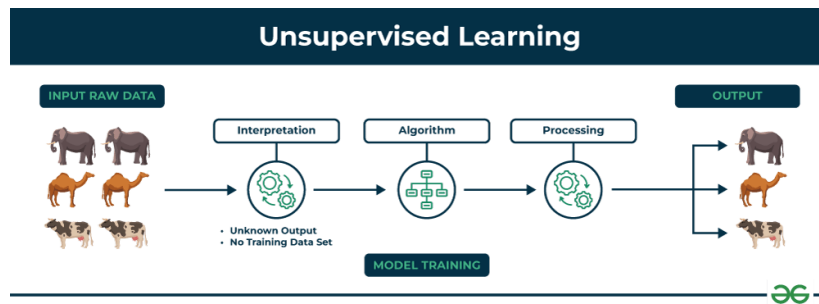 Unsupervised Learning
INPUT RAW DATA
OUTPUT
Interpretation
Algorithm
Processing
• Unknown Output
• No Training Data Set
MODEL TRAINING